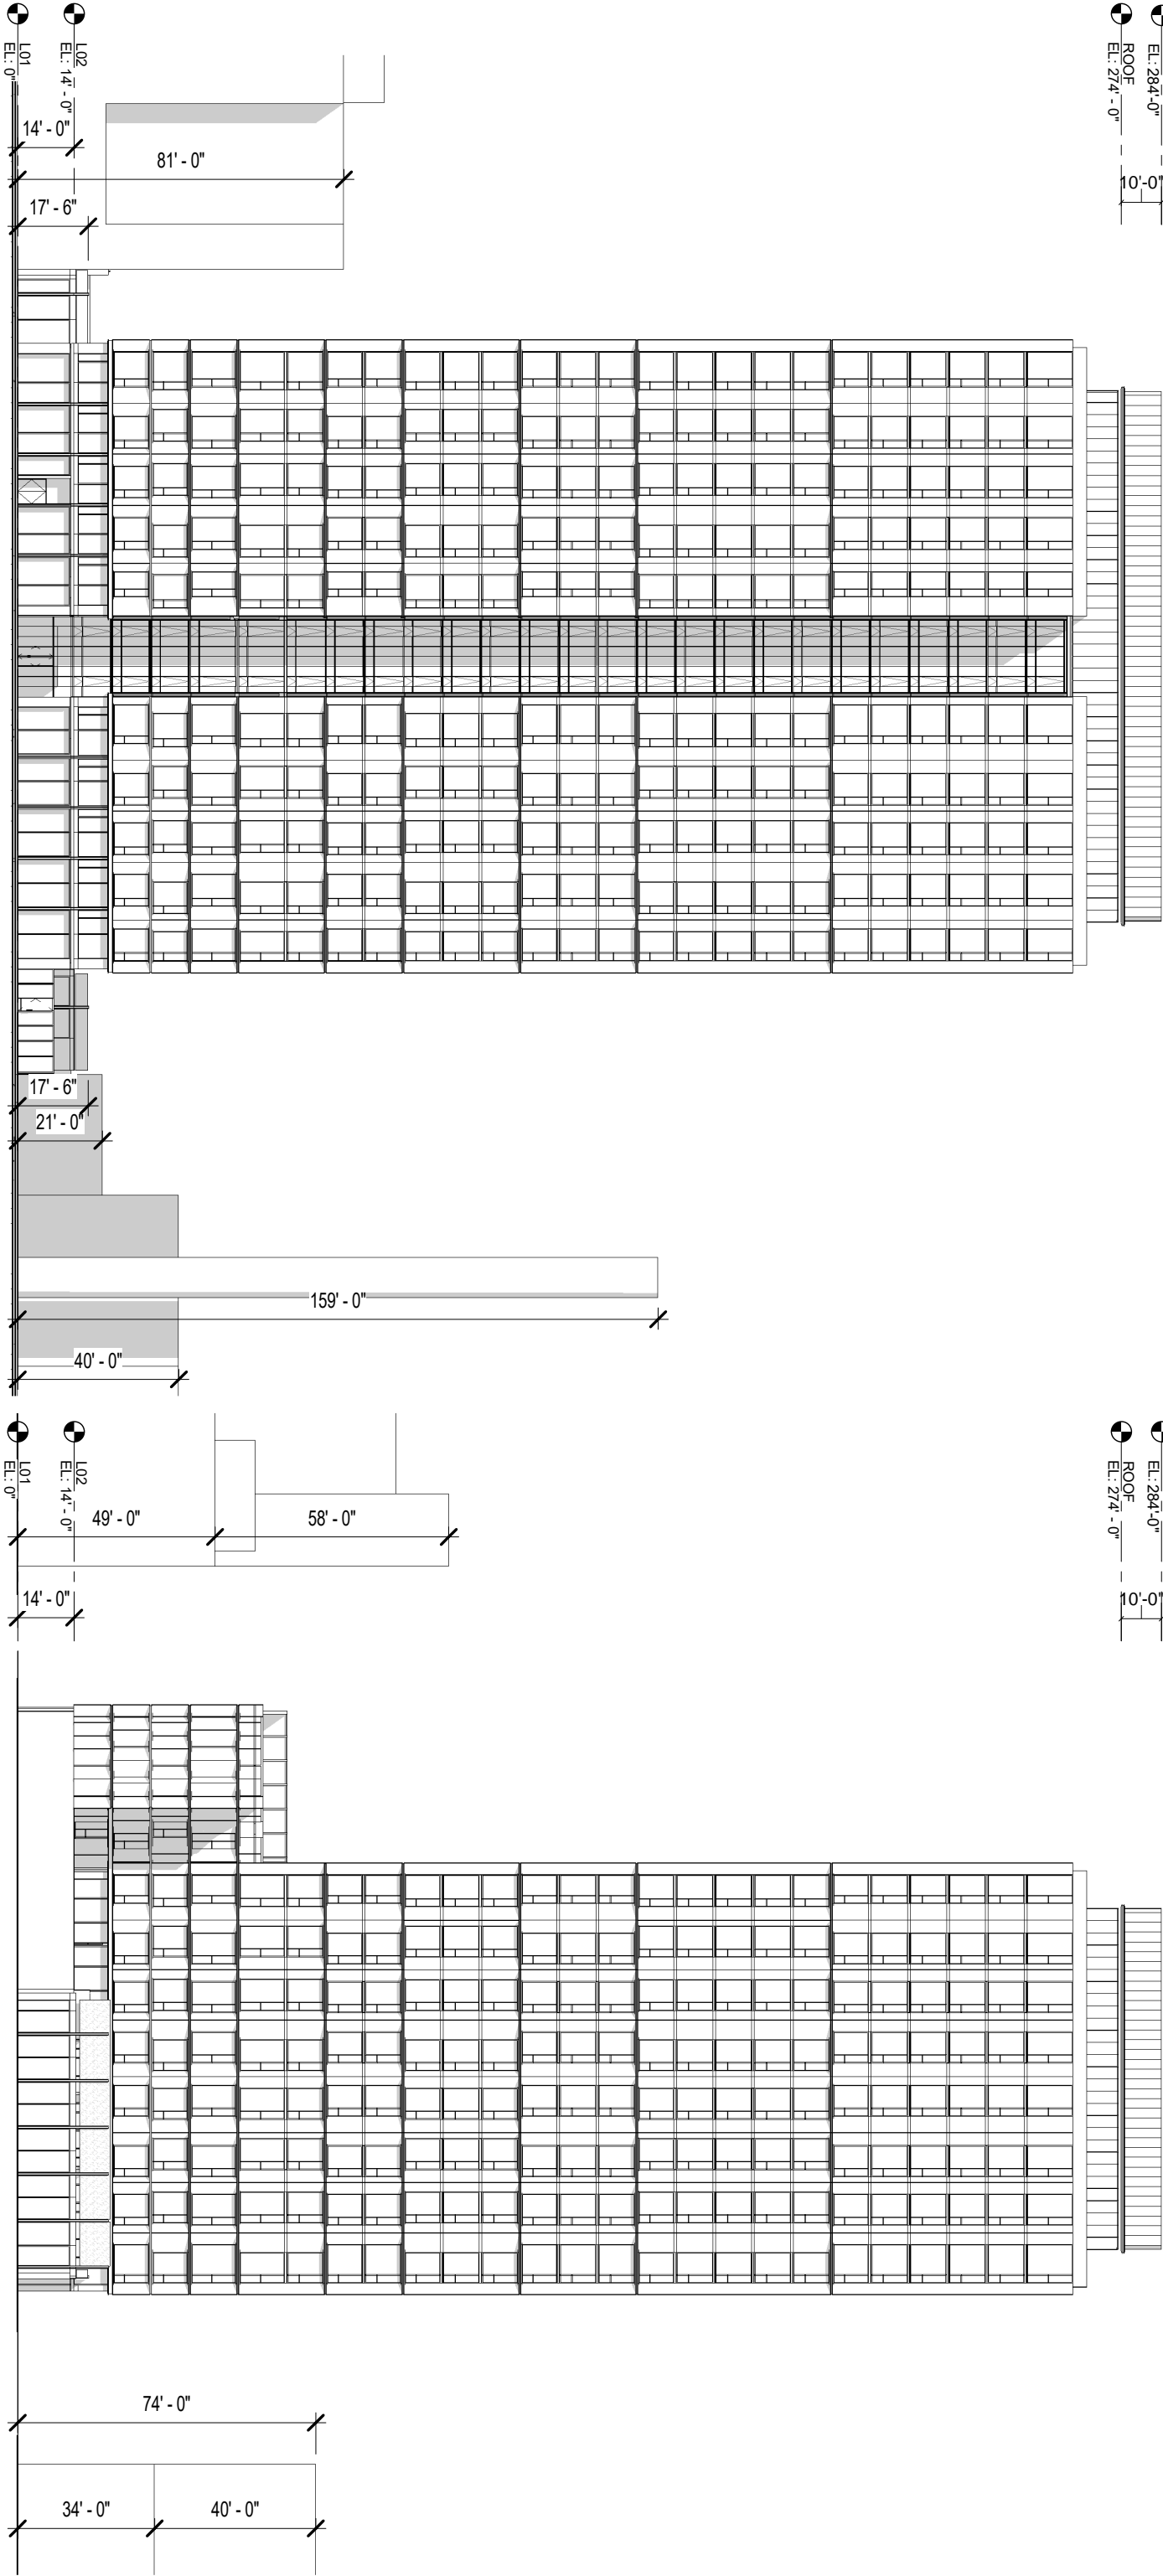 L01
EL: 0"
L02
EL: 14' - 0"
ROOF
EL: 274' - 0"
EL: 284'-0"
14' - 0"
81' - 0"
10'-0"
17' - 6"
17' - 6"
21' - 0"
159' - 0"
40' - 0"
L01
EL: 0"
L02
EL: 14' - 0"
ROOF
EL: 274' - 0"
EL: 284'-0"
49' - 0"
58' - 0"
14' - 0"
10'-0"
74' - 0"
34' - 0"
40' - 0"